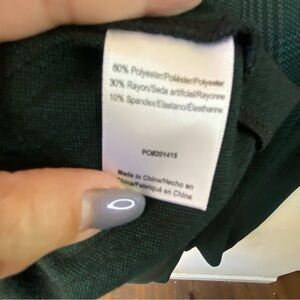 60% Polyester/Poliéster/Polyester
30% Rayon/Seda artificial/Rayonne
10% Spandex/Elastano/Élasthanne
PO#201415
Made in China/Hecho en
China/Fabriqué en Chine